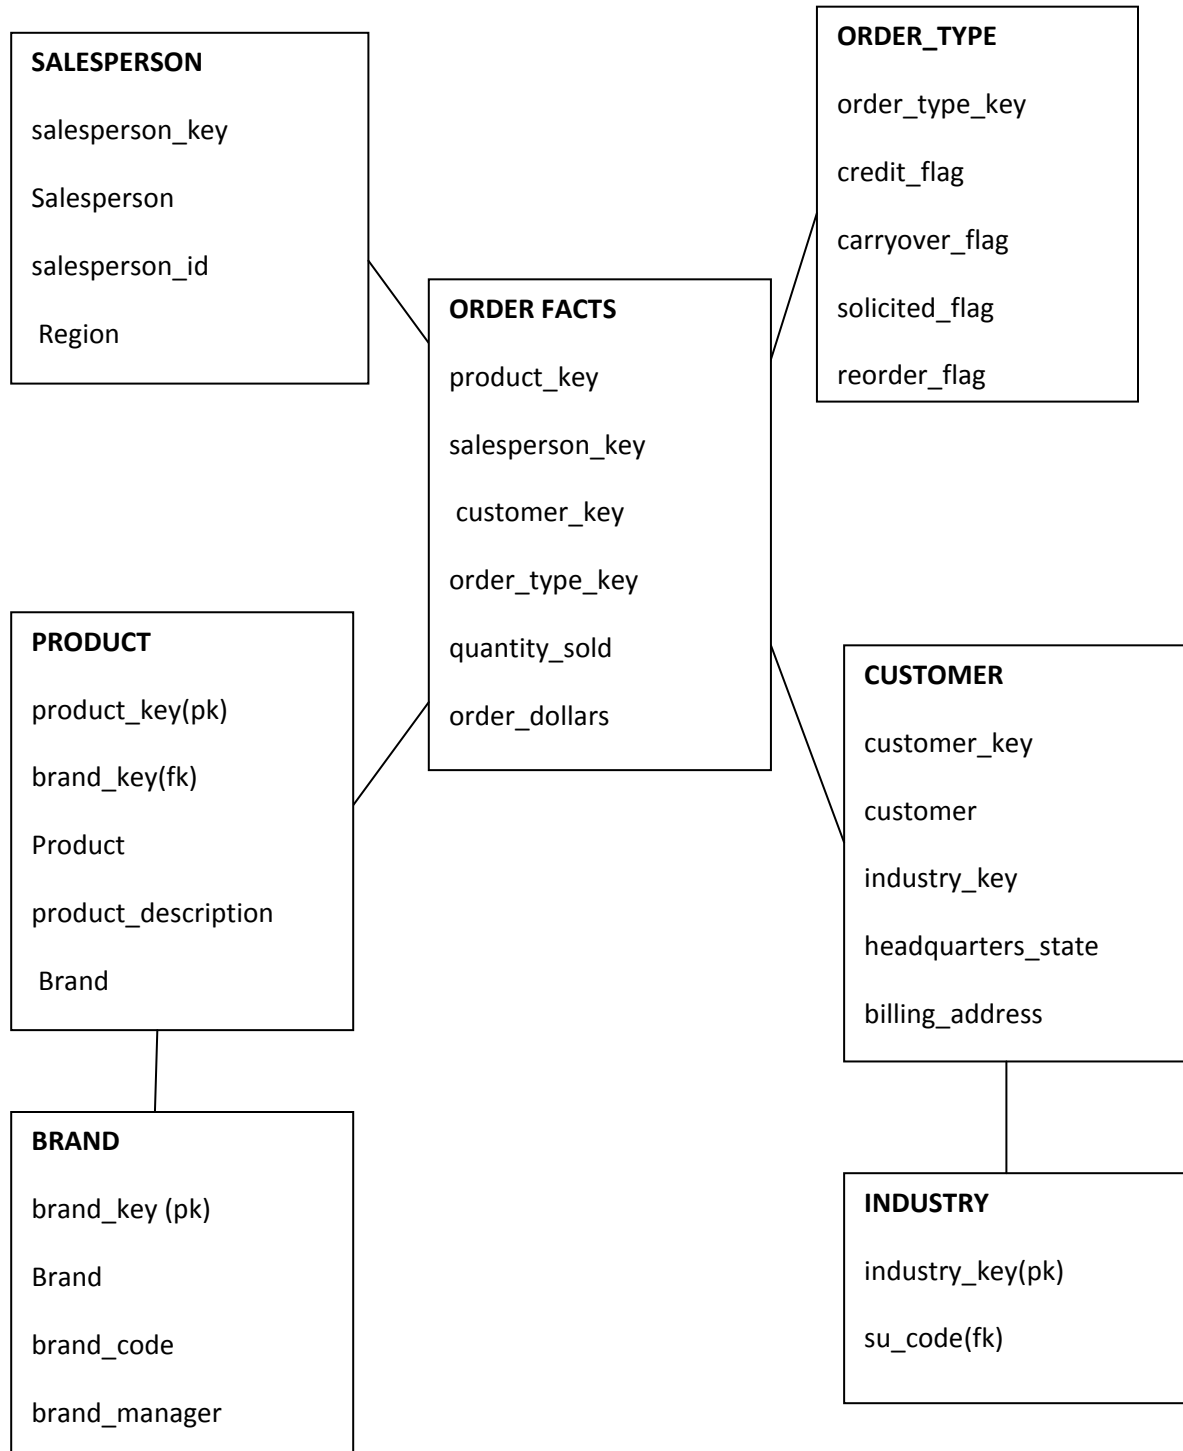 SALESPERSON
salesperson_key
Salesperson
salesperson_id
Region
ORDER_TYPE
order_type_key
credit_flag
carryover_flag
solicited_flag
reorder_flag
ORDER FACTS
product_key
salesperson_key
customer_key
order_type_key
quantity_sold
order_dollars
PRODUCT
product_key(pk)
brand_key(fk)
Product
product_description
Brand
CUSTOMER
customer_key
customer
industry_key
headquarters_state
billing_address
BRAND
brand_key (pk)
Brand
brand_code
brand_manager
INDUSTRY
industry_key(pk)
su_code(fk)